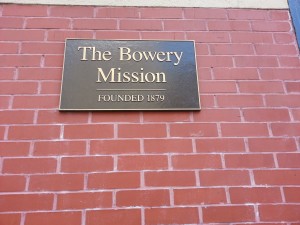 The Bowery
Mission
FOUNDED 1879